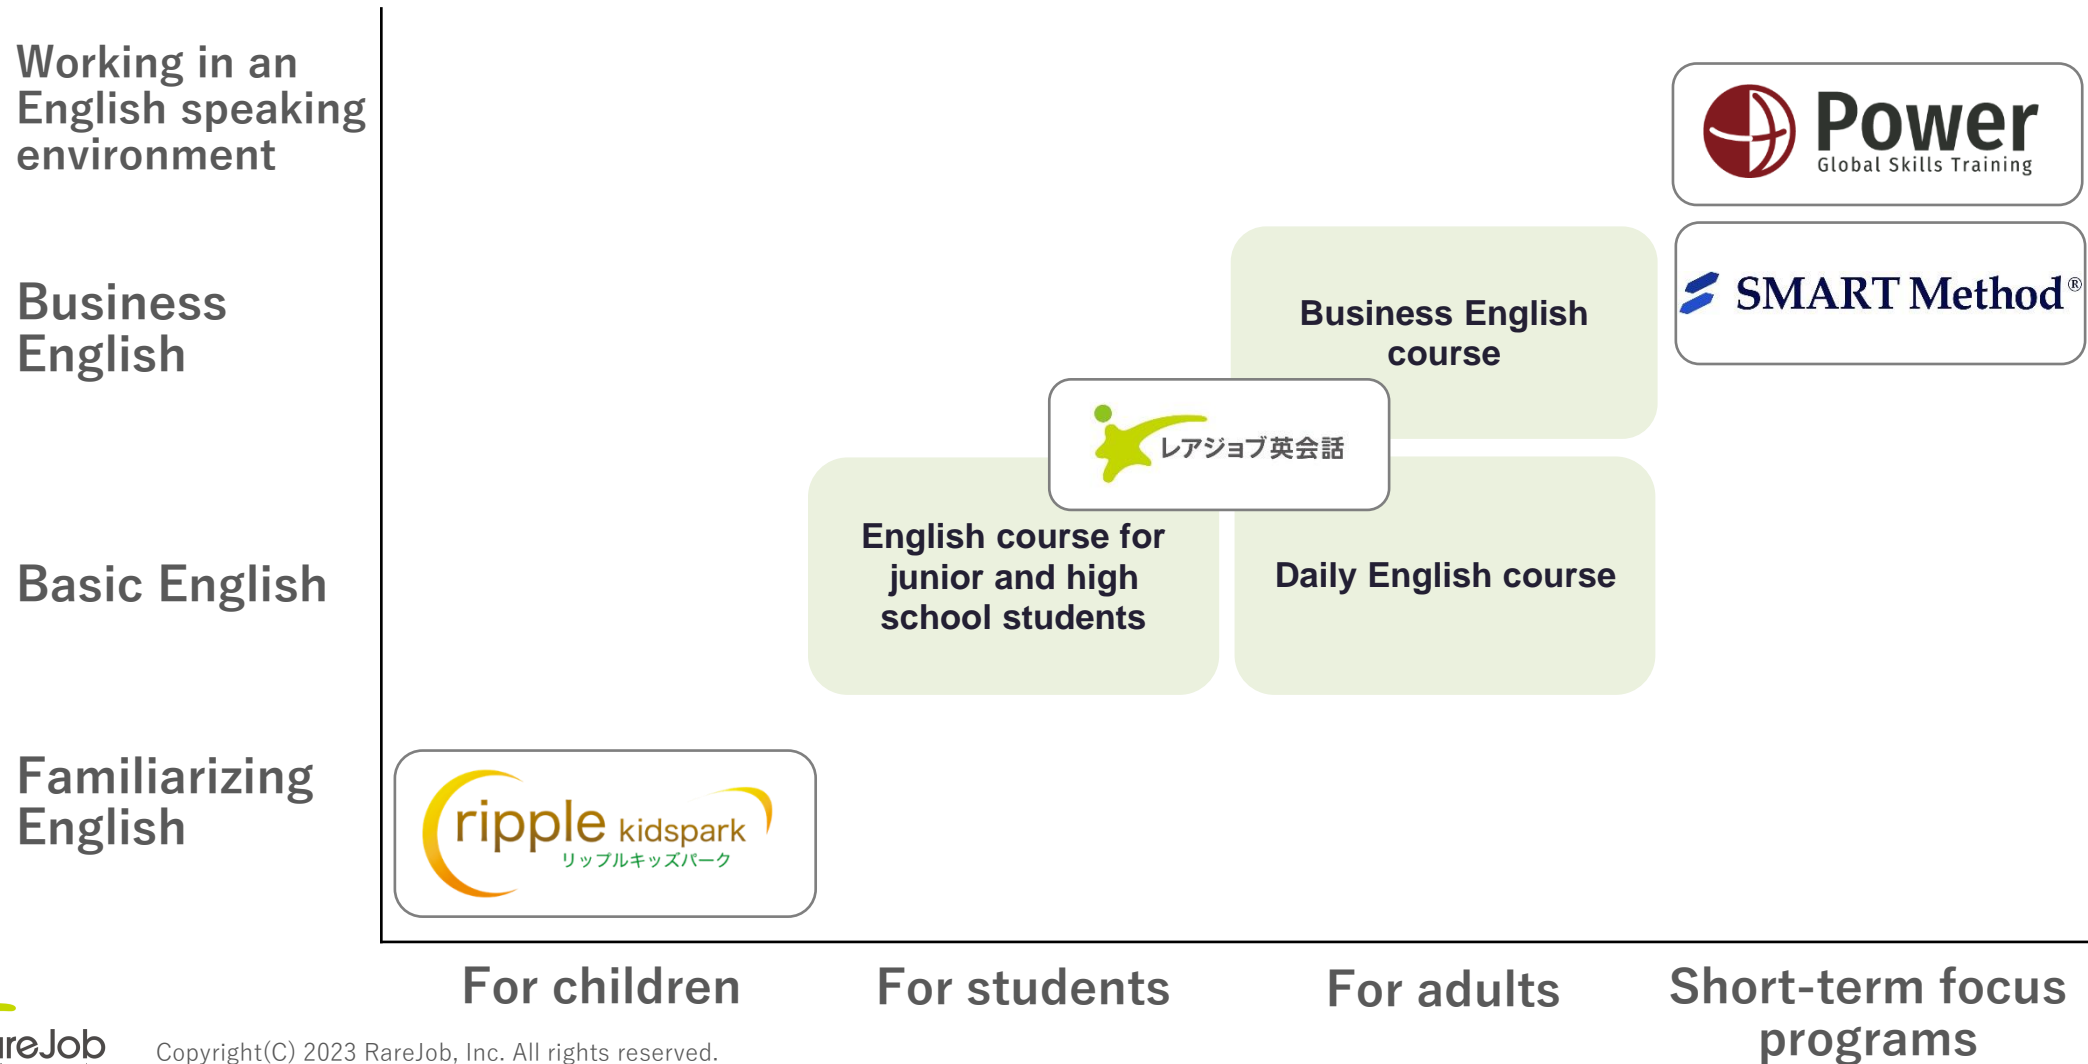 Working in an
English speaking
environment
Power
Global Skills Training
Business
English
Business English
course
SMART Method®
レアジョブ英会話
Basic English
English course for
junior and high
school students
Daily English course
Familiarizing
English
ripple kidspark
リップルキッズパーク
For children
For students
For adults
Short-term focus
programs
reJob
Copyright(C) 2023 RareJob, Inc. All rights reserved.